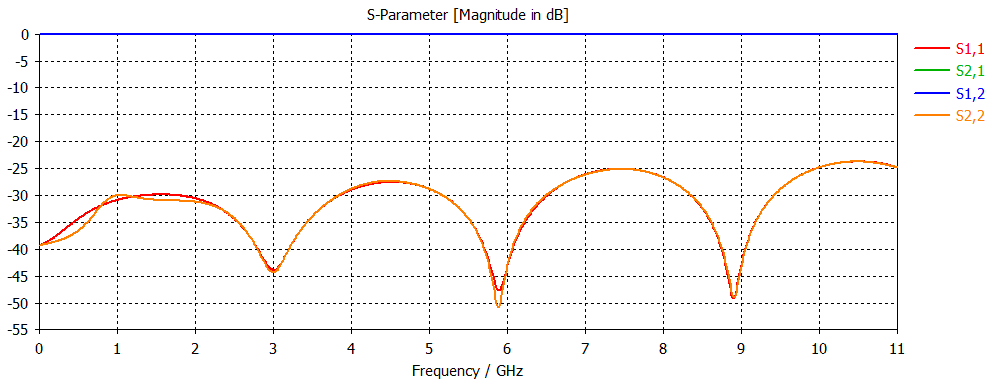 S-Parameter [Magnitude in dB]
0
-5
-10
-15
-20
-25
-30
-35
-40
-45
-50
-55
0 1 2 3 4 5 6 7 8 9 10 11
Frequency / GHz
S1,1
S2,1
S1,2
S2,2